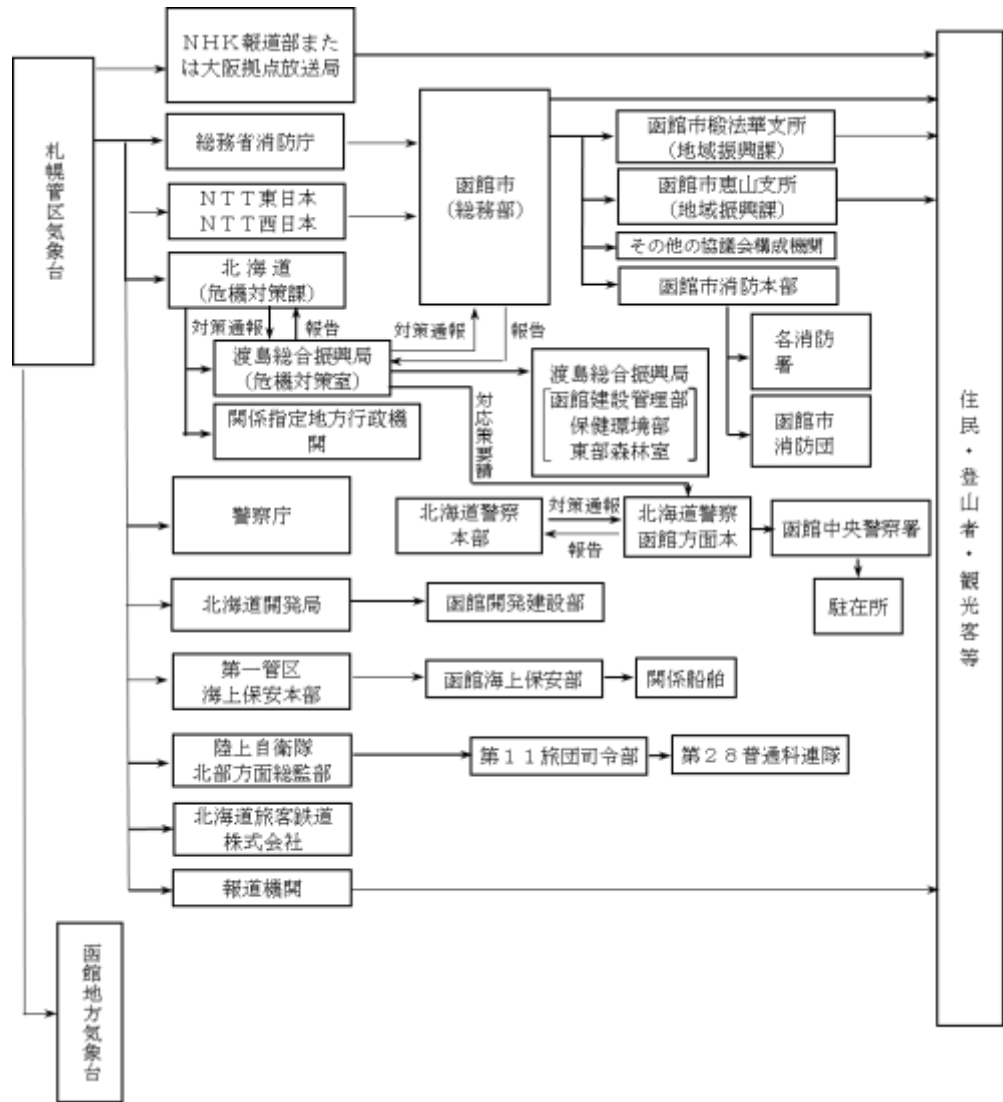 札幌管区気象台
NHK報道部また
は大阪拠点放送局
総務省消防庁
NTT東日本
NTT西日本
北海道
(危機対策課)
対策通報
報告
渡島総合振興局
(危機対策室)
関係指定地方行政機
関
函館市
(総務部)
対策通報
報告
函館市椴法華支所
(地域振興課)
函館市恵山支所
(地域振興課)
その他の協議会構成機関
函館市消防本部
各消防
署
函館市
消防団
渡島総合振興局
函館建設管理部
保健環境部
東部森林室
対応策要請
警察庁
北海道警察
本部
対策通報
報告
北海道警察
函館方面本
函館中央警察署
駐在所
北海道開発局
函館開発建設部
第一管区
海上保安本部
函館海上保安部
関係船舶
陸上自衛隊
北部方面総監部
第11旅団司令部
第28普通科連隊
北海道旅客鉄道
株式会社
報道機関
函館地方気象台
住民・登山者・観光客等